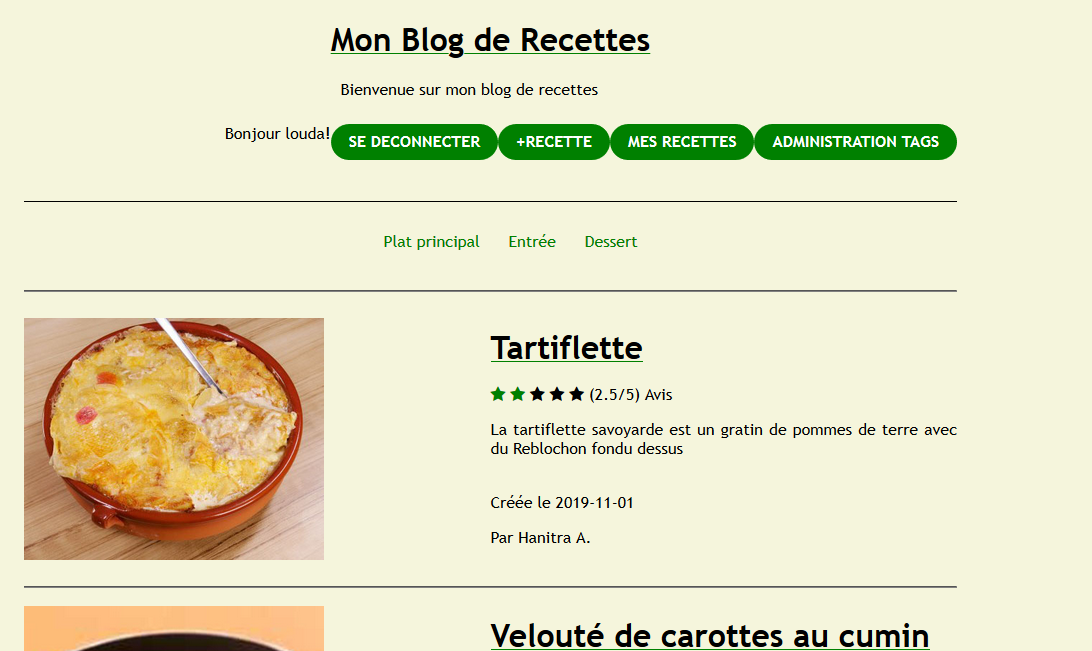 Mon Blog de Recettes
Bienvenue sur mon blog de recettes
Bonjour louda! SE DECONNECTER +RECETTE MES RECETTES ADMINISTRATION TAGS
Plat principal Entrée Dessert
Tartiflette
(2.5/5) Avis
La tartiflette savoyarde est un gratin de pommes de terre avec
du Reblochon fondu dessus
Créée le 2019-11-01
Par Hanitra A.
Velouté de carottes au cumin